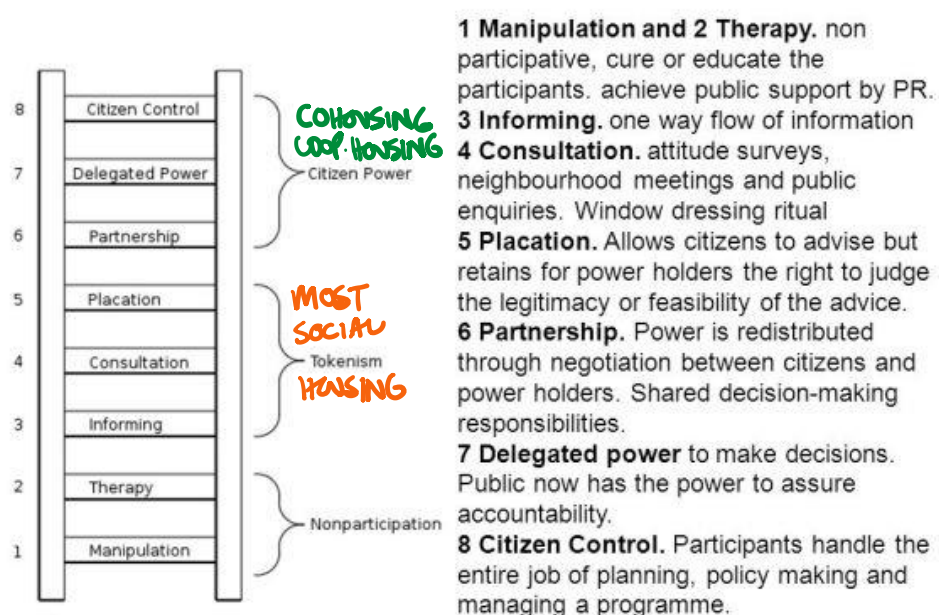 8 Citizen Control
7 Delegated Power
6 Partnership
5 Placation
4 Consultation
3 Informing
2 Therapy
1 Manipulation
COHOUSING
COOP. HOUSING
Citizen Power
MOST
SOCIAL
Tokenism
HOUSING
Nonparticipation
1 Manipulation and 2 Therapy. non
participative, cure or educate the
participants. achieve public support by PR.
3 Informing. one way flow of information
4 Consultation. attitude surveys,
neighbourhood meetings and public
enquiries. Window dressing ritual
5 Placation. Allows citizens to advise but
retains for power holders the right to judge
the legitimacy or feasibility of the advice.
6 Partnership. Power is redistributed
through negotiation between citizens and
power holders. Shared decision-making
responsibilities.
7 Delegated power to make decisions.
Public now has the power to assure
accountability.
8 Citizen Control. Participants handle the
entire job of planning, policy making and
managing a programme.